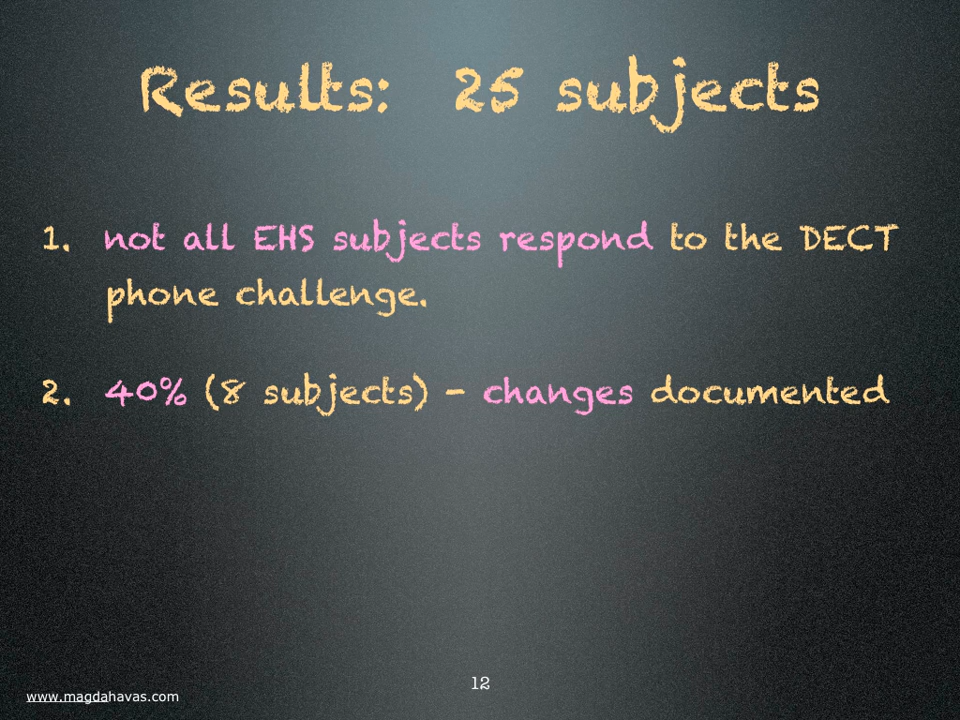 Results: 25 subjects
1. not all EHS subjects respond to the DECT
phone challenge.
2. 40% (8 subjects) - changes documented
12
www.magdahavas.com